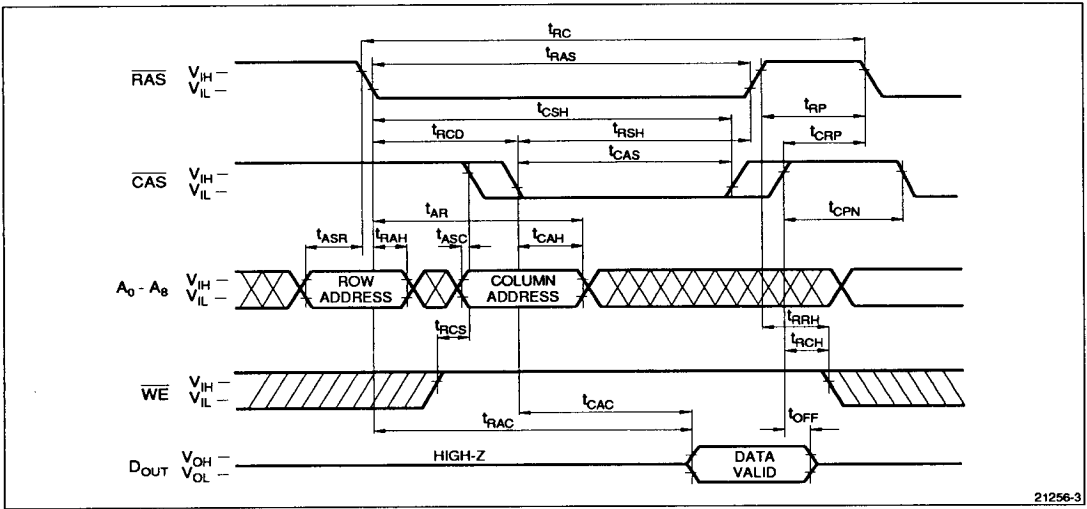 tRC
tRAS
RAS VIH –
VIL –
tRP
tCSH
tRCD tRSH tCRP
tCAS
CAS VIH –
VIL –
tCPN
tAR
tASR tRAH tASC tCAH
A0 - A8 VIH –
VIL –
ROW ADDRESS
COLUMN ADDRESS
tRRH
tRCS tRCH
WE VIH –
VIL –
tCAC tOFF
tRAC
DOUT VOH –
VOL –
HIGH-Z
DATA VALID
21256-3